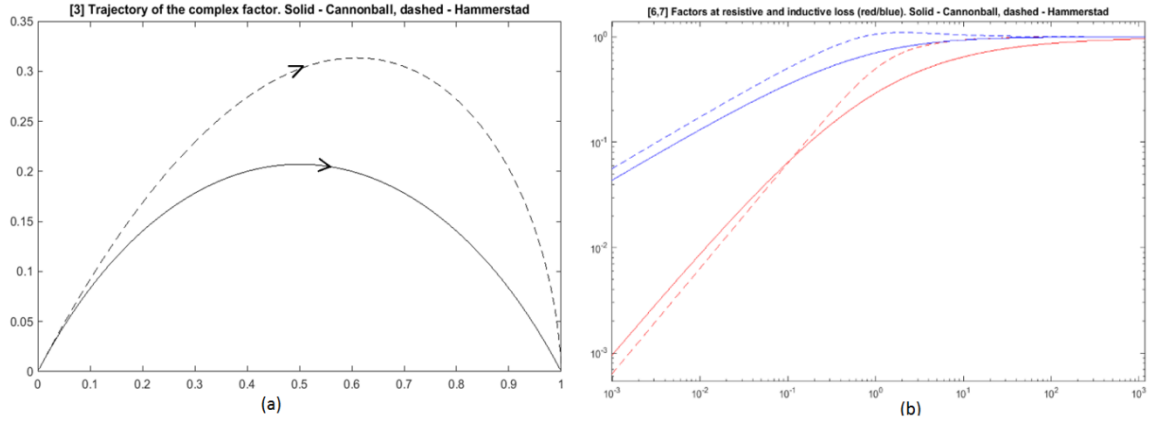 [3] Trajectory of the complex factor. Solid - Cannonball, dashed - Hammerstad
0.35
0.3
0.25
0.2
0.15
0.1
0.05
0
0 0.1 0.2 0.3 0.4 0.5 0.6 0.7 0.8 0.9 1
(a)
[6,7] Factors at resistive and inductive loss (red/blue). Solid - Cannonball, dashed - Hammerstad
10⁰
10⁻¹
10⁻²
10⁻³
10⁻³ 10⁻² 10⁻¹ 10⁰ 10¹ 10² 10³
(b)